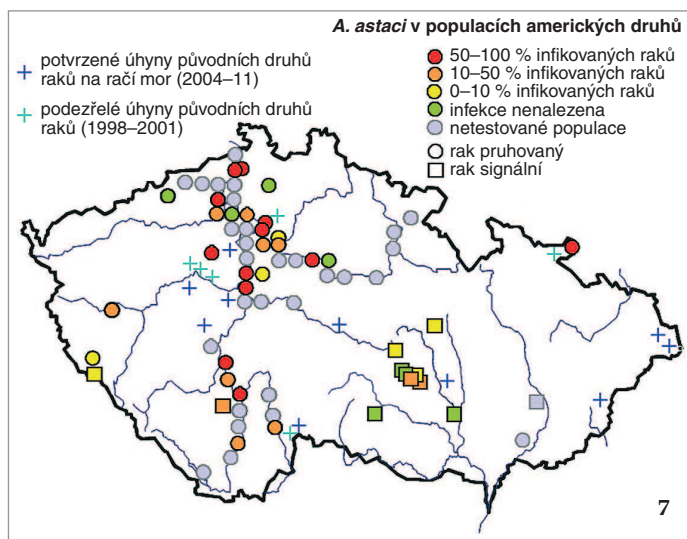 A. astaci v populacích amerických druhů
potvrzené úhyny původních druhů
raků na račí mor (2004–11)
podezřelé úhyny původních druhů
raků (1998–2001)
50–100 % infikovaných raků
10–50 % infikovaných raků
0–10 % infikovaných raků
infekce nenalezena
netestované populace
rak pruhovaný
rak signální
7